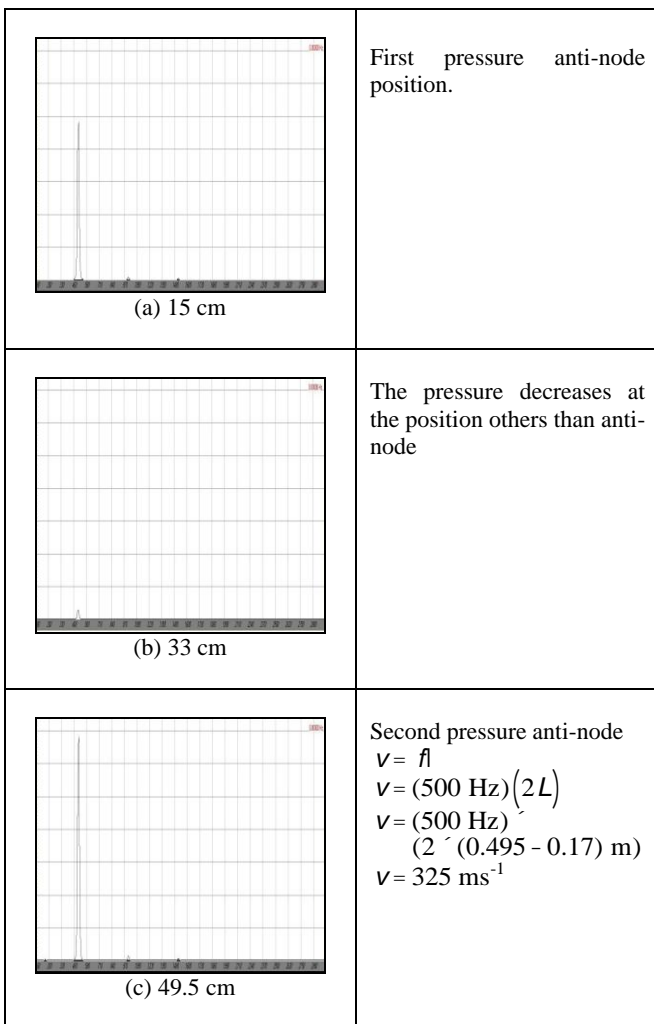 First pressure anti-node
position.
(a) 15 cm
The pressure decreases at
the position others than anti-
node
(b) 33 cm
Second pressure anti-node
v = fl
v = (500 Hz)(2L)
v = (500 Hz) ´
(2 ´ (0.495 - 0.17) m)
v = 325 ms⁻¹
(c) 49.5 cm